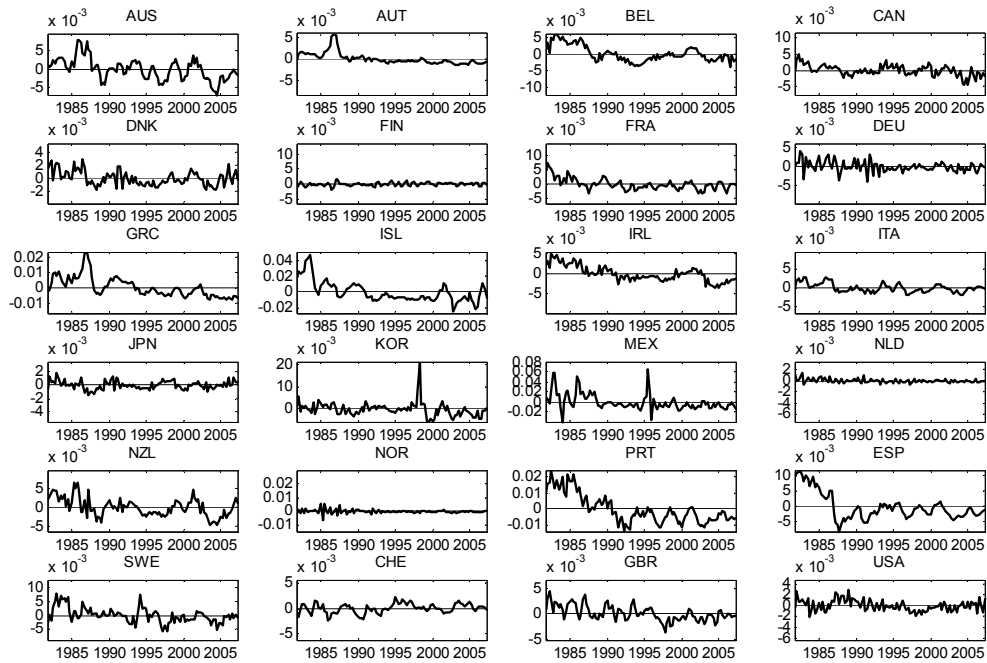 AUS
x 10^-3
5
0
-5
1985 1990 1995 2000 2005
AUT
x 10^-3
5
0
-5
1985 1990 1995 2000 2005
BEL
x 10^-3
5
0
-5
-10
1985 1990 1995 2000 2005
CAN
x 10^-3
10
5
0
-5
1985 1990 1995 2000 2005
DNK
x 10^-3
4
2
0
-2
1985 1990 1995 2000 2005
FIN
x 10^-3
10
5
0
-5
1985 1990 1995 2000 2005
FRA
x 10^-3
10
5
0
-5
1985 1990 1995 2000 2005
DEU
x 10^-3
5
0
-5
1985 1990 1995 2000 2005
GRC
0.02
0.01
0
-0.01
1985 1990 1995 2000 2005
ISL
0.04
0.02
0
-0.02
1985 1990 1995 2000 2005
IRL
x 10^-3
5
0
-5
1985 1990 1995 2000 2005
ITA
x 10^-3
5
0
-5
1985 1990 1995 2000 2005
JPN
x 10^-3
2
0
-2
-4
1985 1990 1995 2000 2005
KOR
x 10^-3
20
10
0
1985 1990 1995 2000 2005
MEX
0.08
0.06
0.04
0.02
0
-0.02
1985 1990 1995 2000 2005
NLD
x 10^-3
2
0
-2
-4
-6
1985 1990 1995 2000 2005
NZL
x 10^-3
5
0
-5
1985 1990 1995 2000 2005
NOR
0.02
0.01
0
-0.01
1985 1990 1995 2000 2005
PRT
0.02
0.01
0
-0.01
1985 1990 1995 2000 2005
ESP
x 10^-3
10
5
0
-5
1985 1990 1995 2000 2005
SWE
x 10^-3
10
5
0
-5
1985 1990 1995 2000 2005
CHE
x 10^-3
5
0
-5
1985 1990 1995 2000 2005
GBR
x 10^-3
5
0
-5
1985 1990 1995 2000 2005
USA
x 10^-3
4
2
0
-2
-4
-6
1985 1990 1995 2000 2005